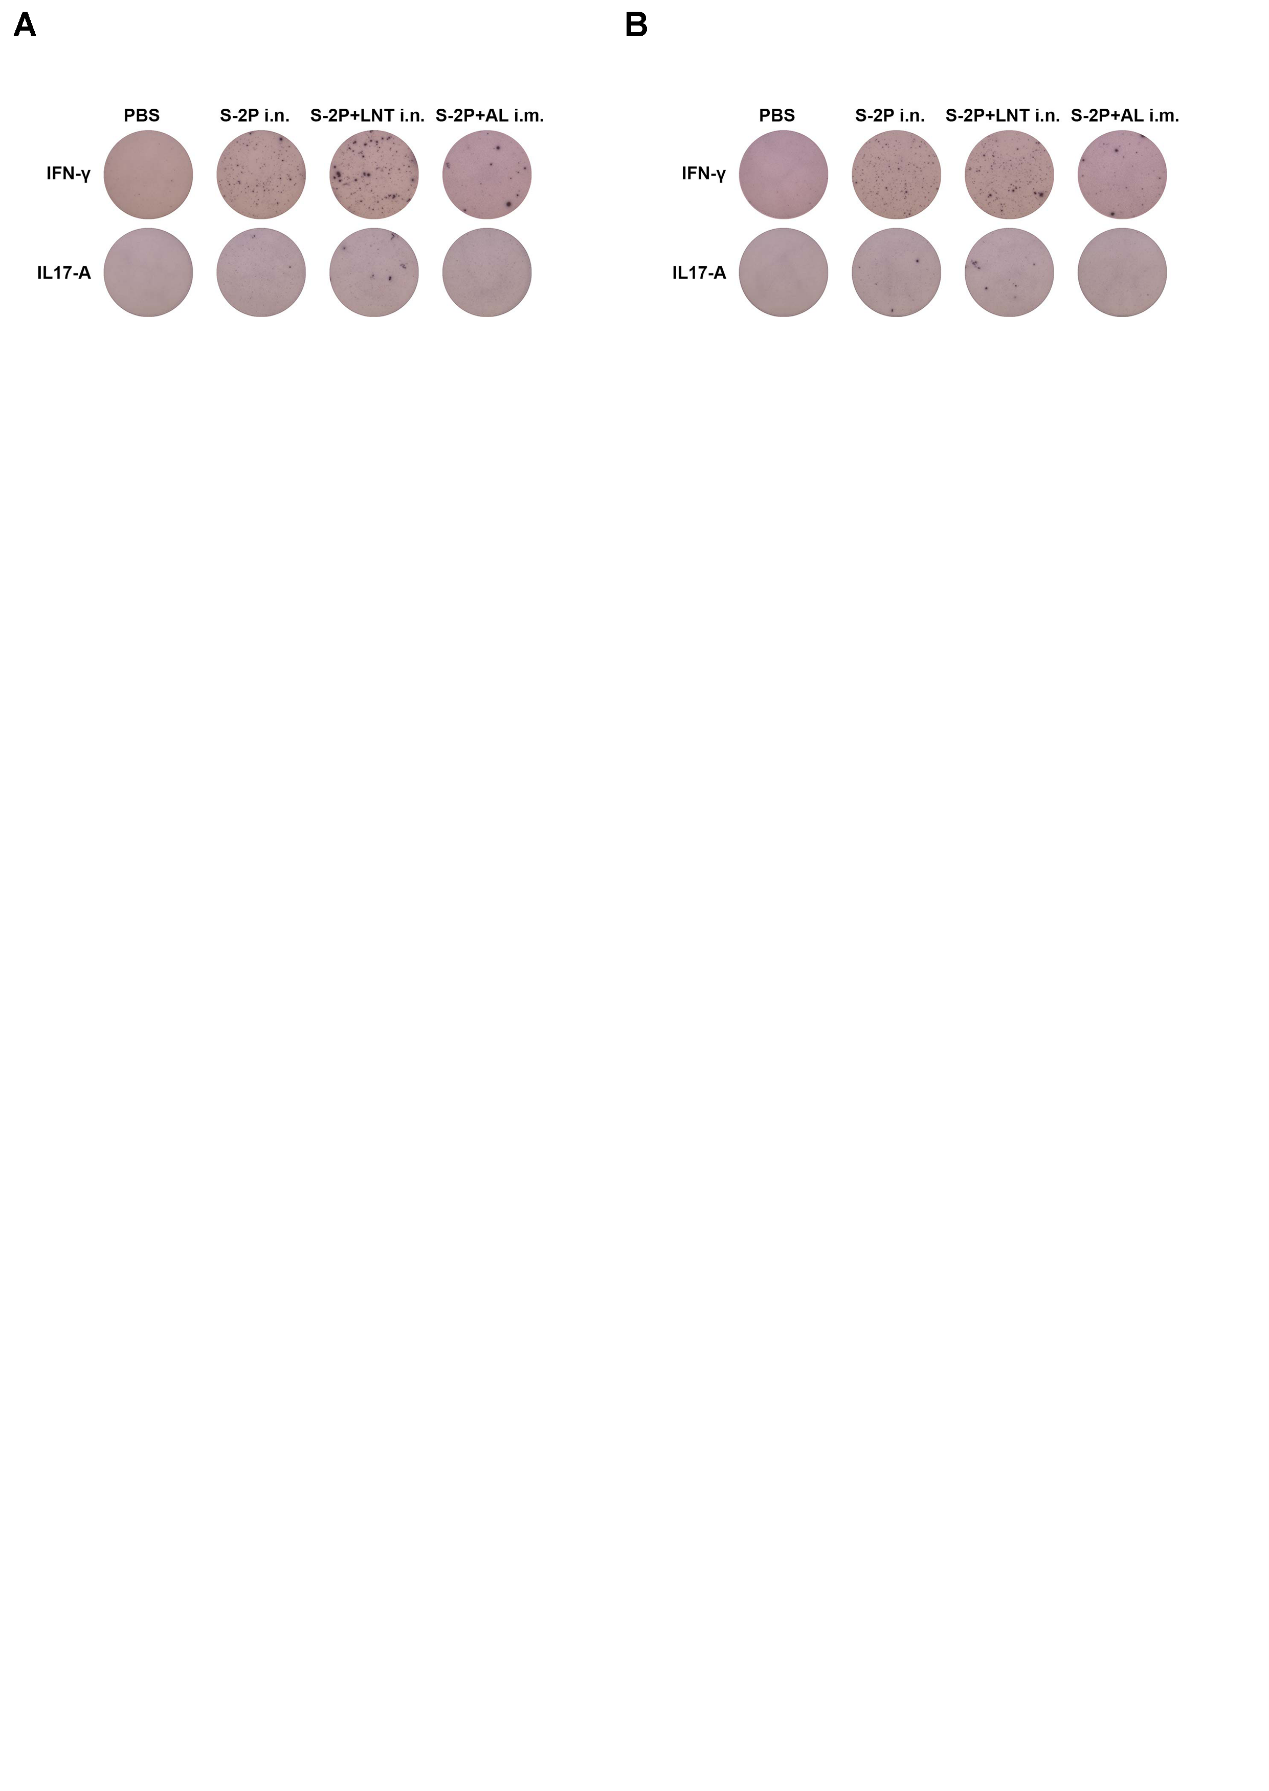 A
B
PBS S-2P i.n. S-2P+LNT i.n. S-2P+AL i.m.
IFN-γ
IL17-A
PBS S-2P i.n. S-2P+LNT i.n. S-2P+AL i.m.
IFN-γ
IL17-A